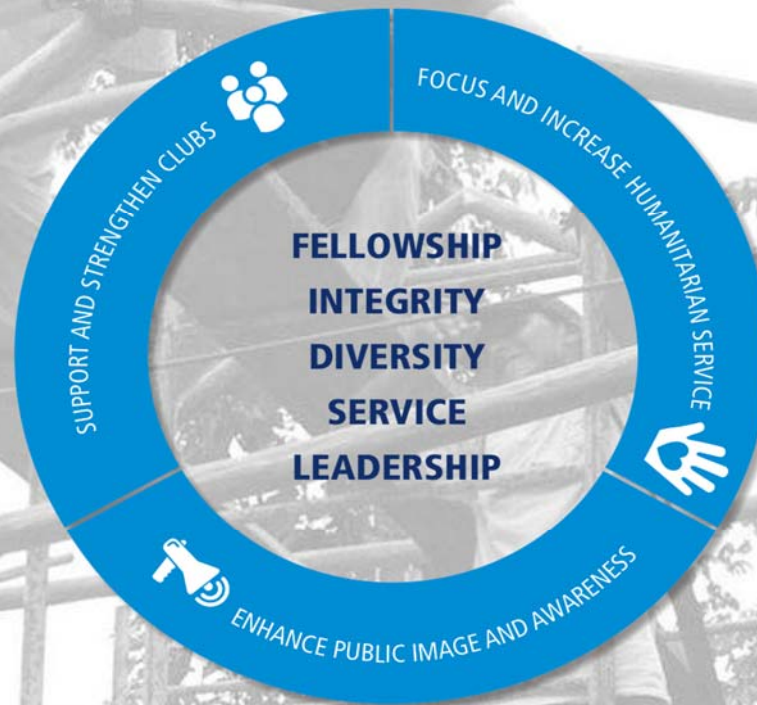 SUPPORT AND STRENGTHEN CLUBS
FOCUS AND INCREASE HUMANITARIAN SERVICE
FELLOWSHIP
INTEGRITY
DIVERSITY
SERVICE
LEADERSHIP
ENHANCE PUBLIC IMAGE AND AWARENESS